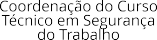 Coordenação do Curso
Técnico em Segurança
do Trabalho